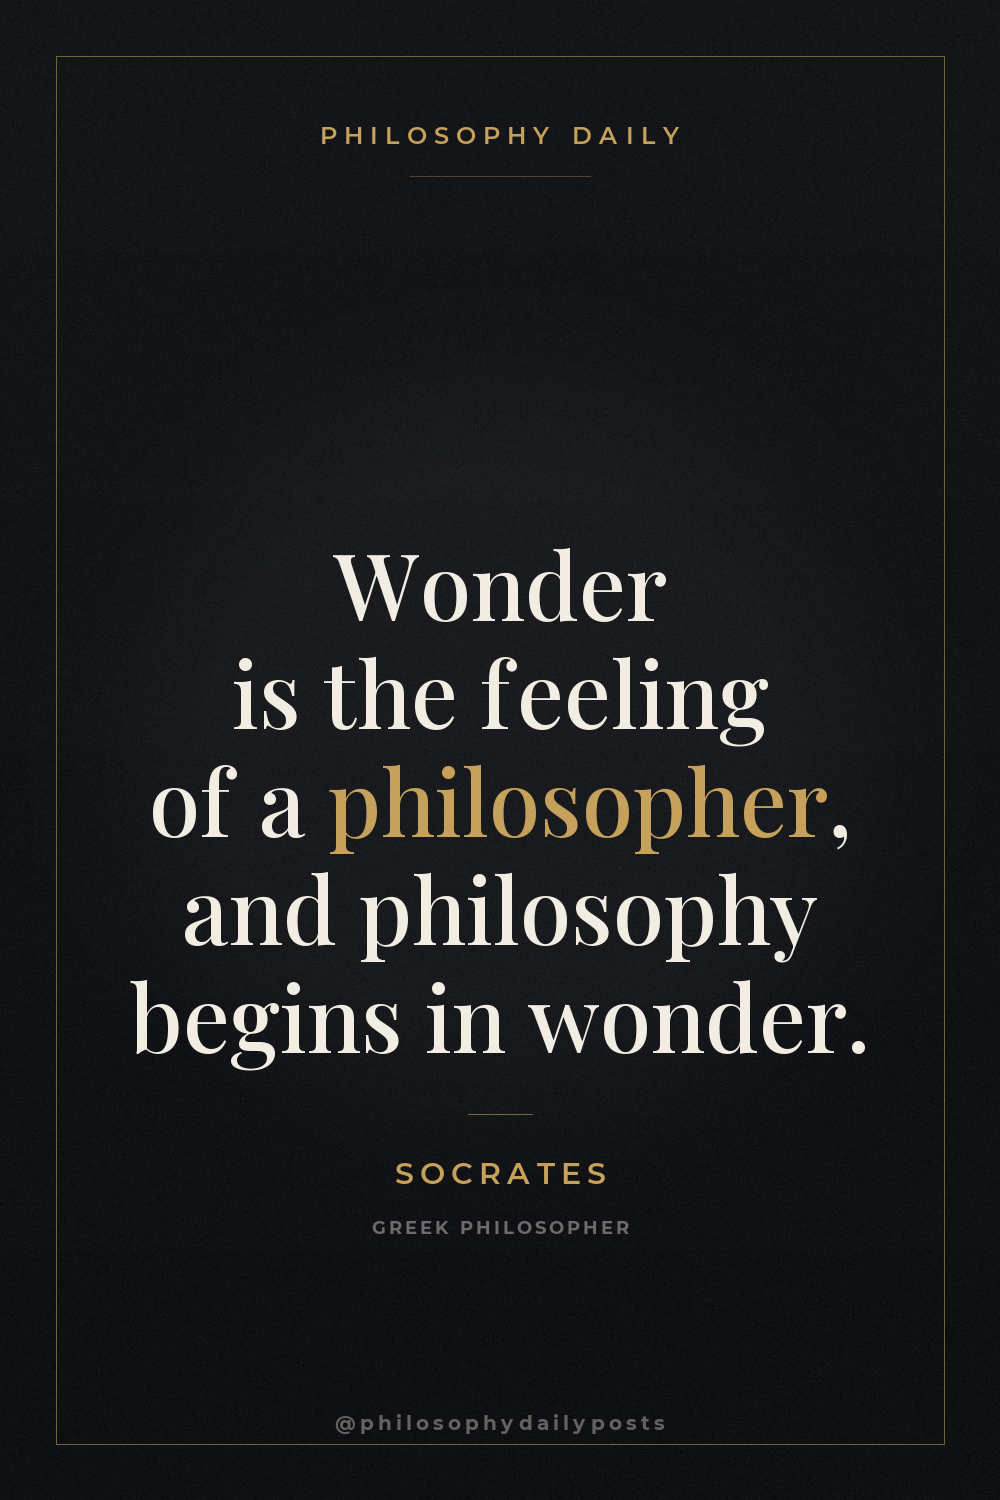 PHILOSOPHY DAILY
Wonder
is the feeling
of a philosopher,
and philosophy
begins in wonder.
SOCRATES
GREEK PHILOSOPHER
@philosophydailyposts